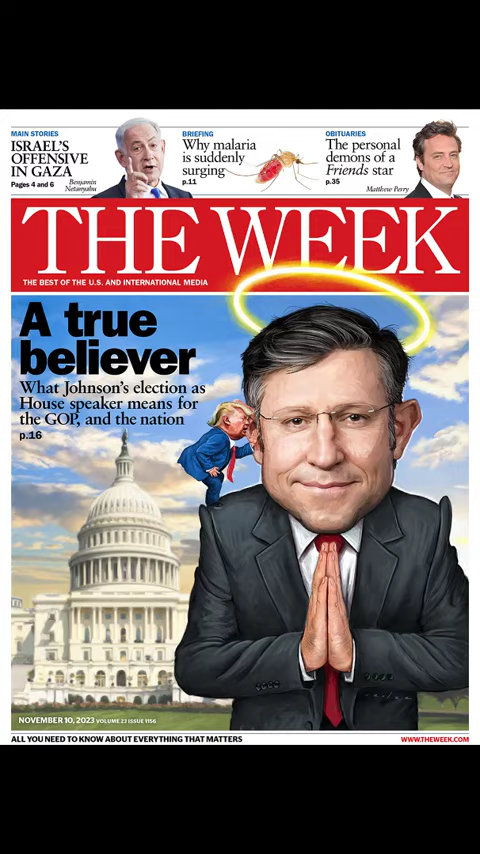 MAIN STORIES
ISRAEL'S
OFFENSIVE
IN GAZA
Pages 4 and 6
Benjamin
Netanyahu
BRIEFING
Why malaria
is suddenly
surging
p.11
OBITUARIES
The personal
demons of a
Friends star
p.35
Matthew Perry
THE WEEK
THE BEST OF THE U.S. AND INTERNATIONAL MEDIA
A true
believer
What Johnson's election as
House speaker means for
the GOP, and the nation
p.16
NOVEMBER 10, 2023 VOLUME 23 ISSUE 1156
ALL YOU NEED TO KNOW ABOUT EVERYTHING THAT MATTERS
WWW.THEWEEK.COM